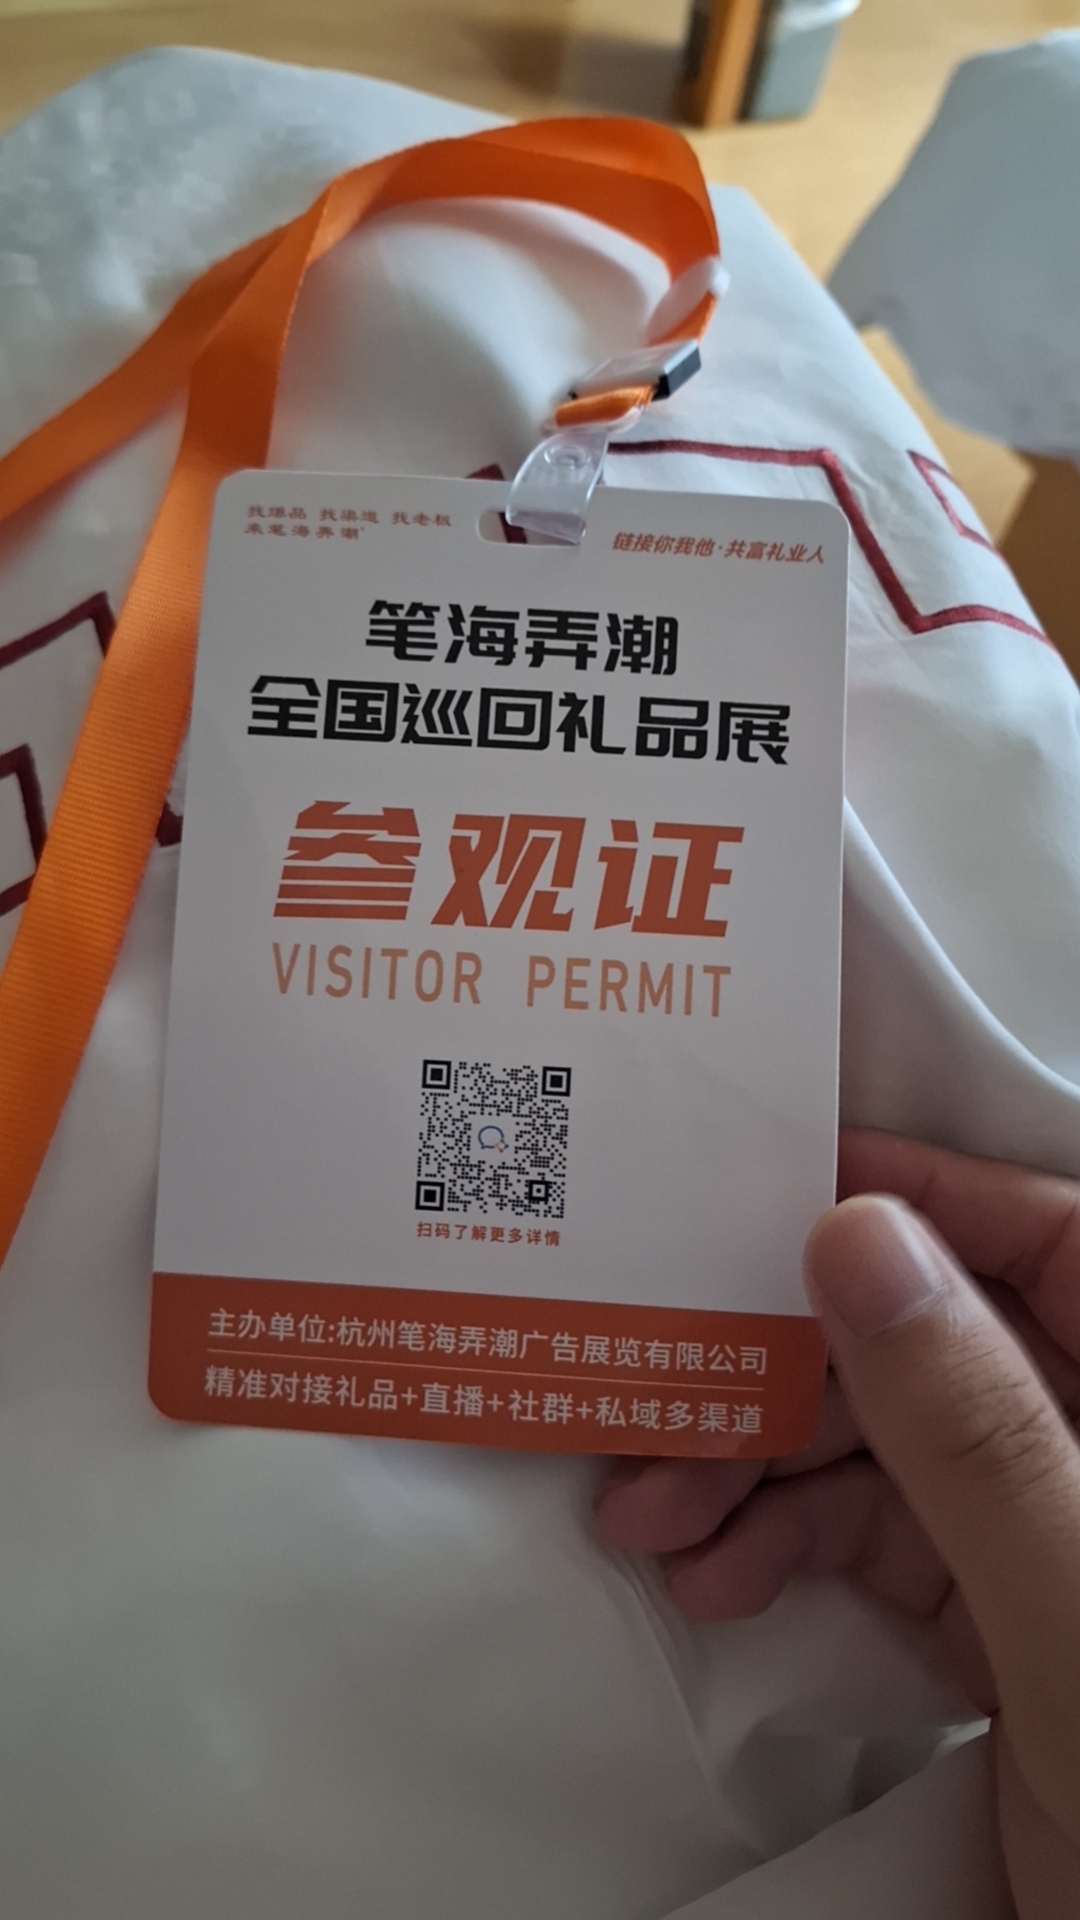 找爆品 找渠道 找老板
来笔海弄潮
链接你我他·共富礼业人
笔海弄潮
全国巡回礼品展
参观证
VISITOR PERMIT
扫码了解更多详情
主办单位:杭州笔海弄潮广告展览有限公司
精准对接礼品+直播+社群+私域多渠道